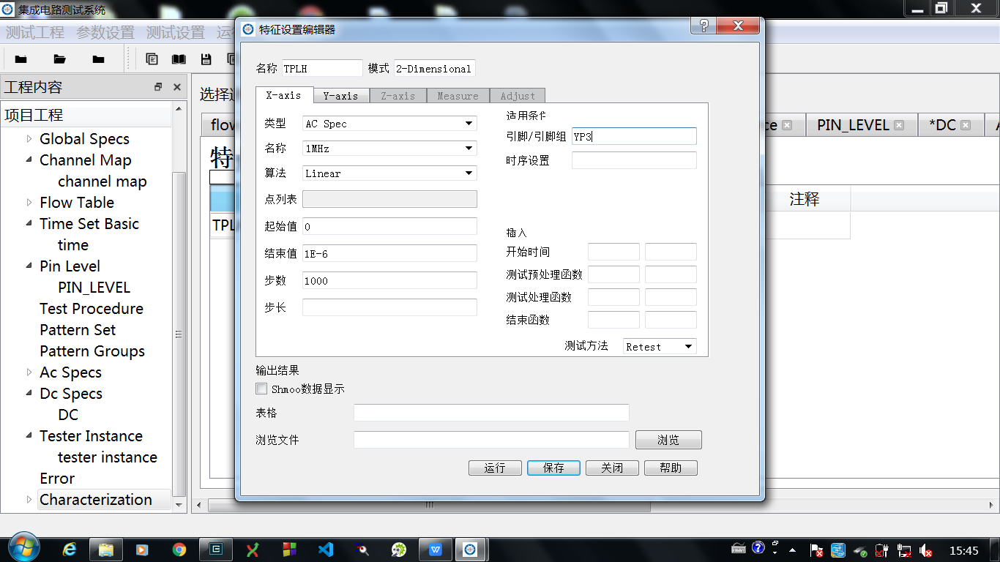 集成电路测试系统
测试工程 参数设置 测试设置
工程内容
项目工程
Global Specs
Channel Map
channel map
Flow Table
Time Set Basic
time
Pin Level
PIN_LEVEL
Test Procedure
Pattern Set
Pattern Groups
Ac Specs
Dc Specs
DC
Tester Instance
tester instance
Error
Characterization
选择
flow
PIN_LEVEL
*DC
特
注释
TPL
特征设置编辑器
名称 TPLH 模式 2-Dimensional
X-axis Y-axis Z-axis Measure Adjust
类型 AC Spec
名称 1MHz
算法 Linear
点列表
起始值 0
结束值 1E-6
步数 1000
步长
适用条件
引脚/引脚组 YP3
时序设置
插入
开始时间
测试预处理函数
测试处理函数
结束函数
测试方法 Retest
输出结果
Shmoo数据显示
表格
浏览文件 浏览
运行 保存 关闭 帮助
15:45